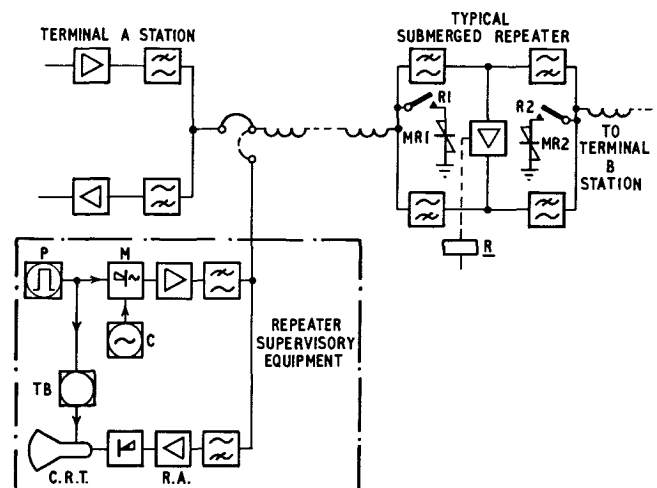 TERMINAL A STATION
TYPICAL
SUBMERGED REPEATER
R1
MR1
R2
MR2
TO
TERMINAL
B
STATION
R
P
M
C
REPEATER
SUPERVISORY
EQUIPMENT
TB
C.R.T.
R.A.